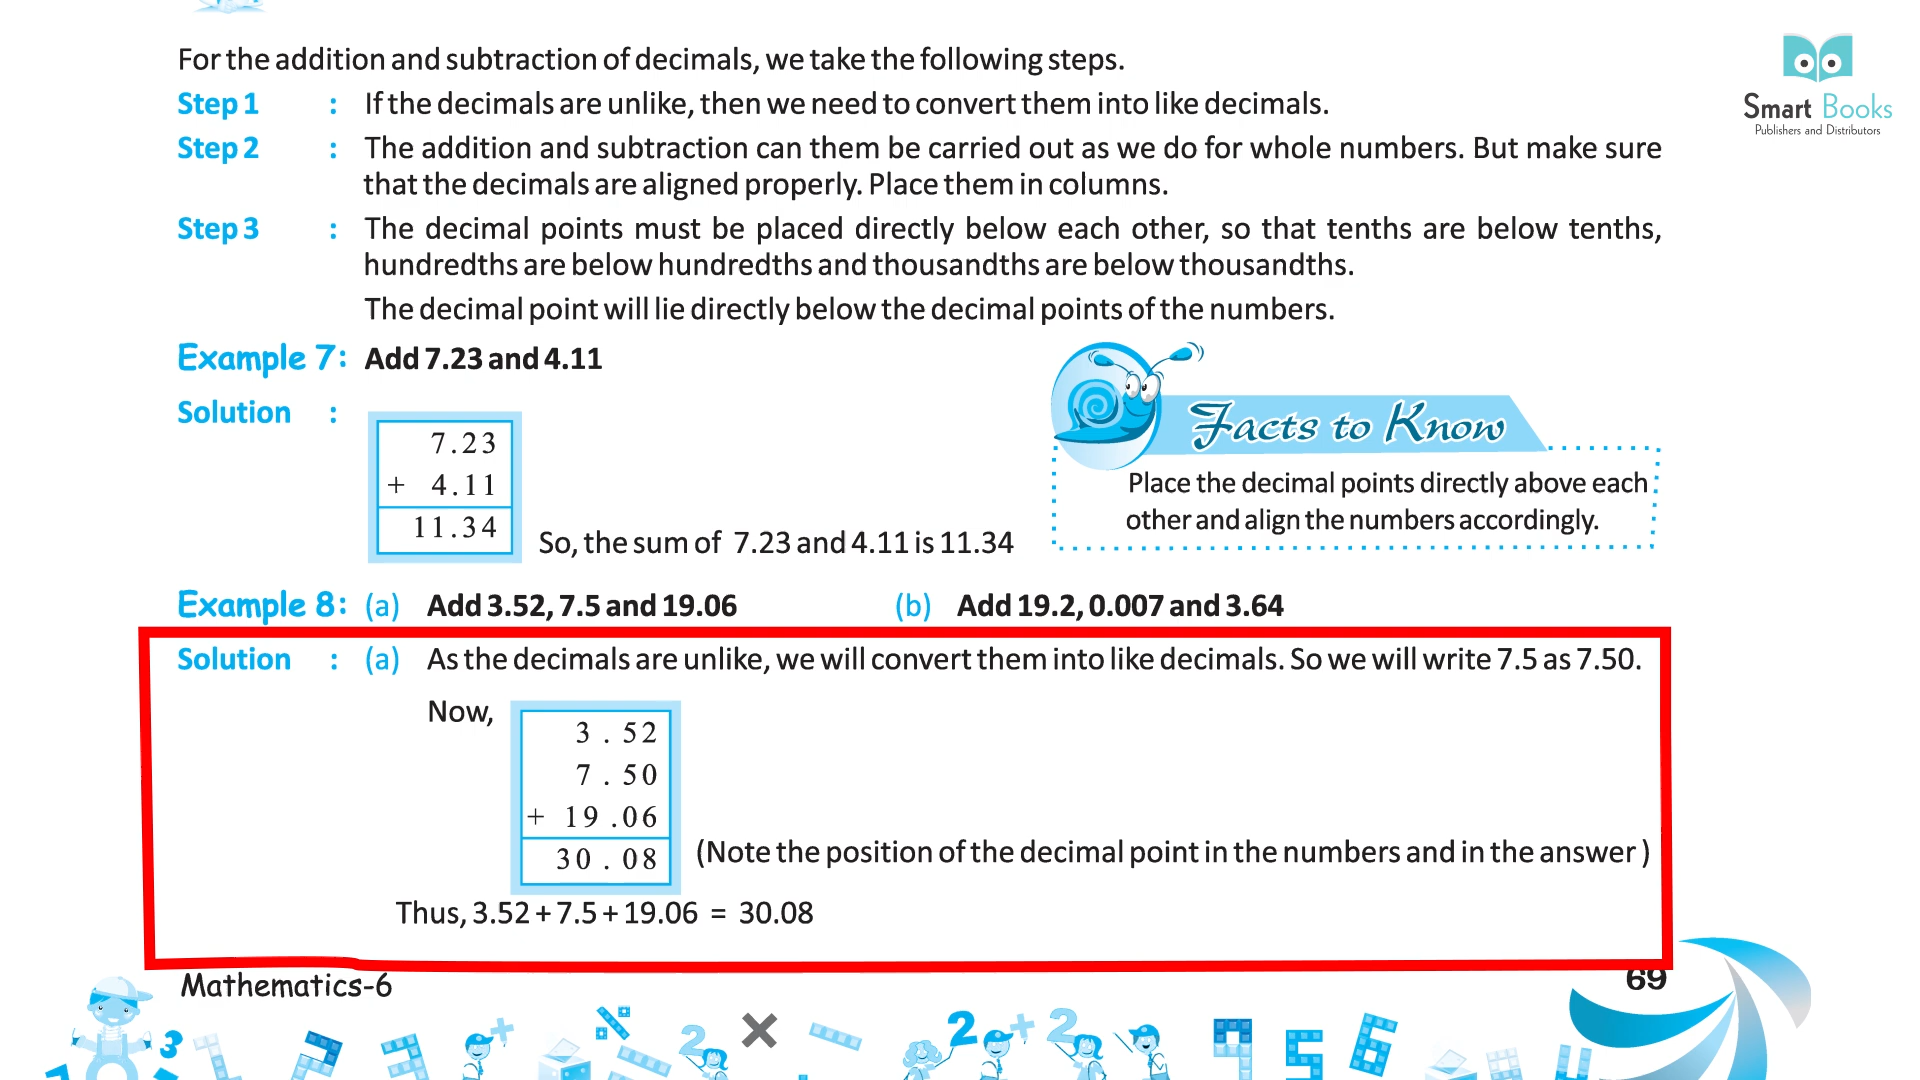 For the addition and subtraction of decimals, we take the following steps.
Smart Books
Publishers and Distributors
Step 1 : If the decimals are unlike, then we need to convert them into like decimals.
Step 2 : The addition and subtraction can them be carried out as we do for whole numbers. But make sure
that the decimals are aligned properly. Place them in columns.
Step 3 : The decimal points must be placed directly below each other, so that tenths are below tenths,
hundredths are below hundredths and thousandths are below thousandths.
The decimal point will lie directly below the decimal points of the numbers.
Example 7: Add 7.23 and 4.11
Solution :
7.23
+ 4.11
11.34
So, the sum of 7.23 and 4.11 is 11.34
Facts to Know
Place the decimal points directly above each
other and align the numbers accordingly.
Example 8: (a) Add 3.52, 7.5 and 19.06 (b) Add 19.2, 0.007 and 3.64
Solution : (a) As the decimals are unlike, we will convert them into like decimals. So we will write 7.5 as 7.50.
Now,
3 . 52
7 . 50
+ 19 .06
30 . 08
(Note the position of the decimal point in the numbers and in the answer )
Thus, 3.52 + 7.5 + 19.06 = 30.08
Mathematics-6
69